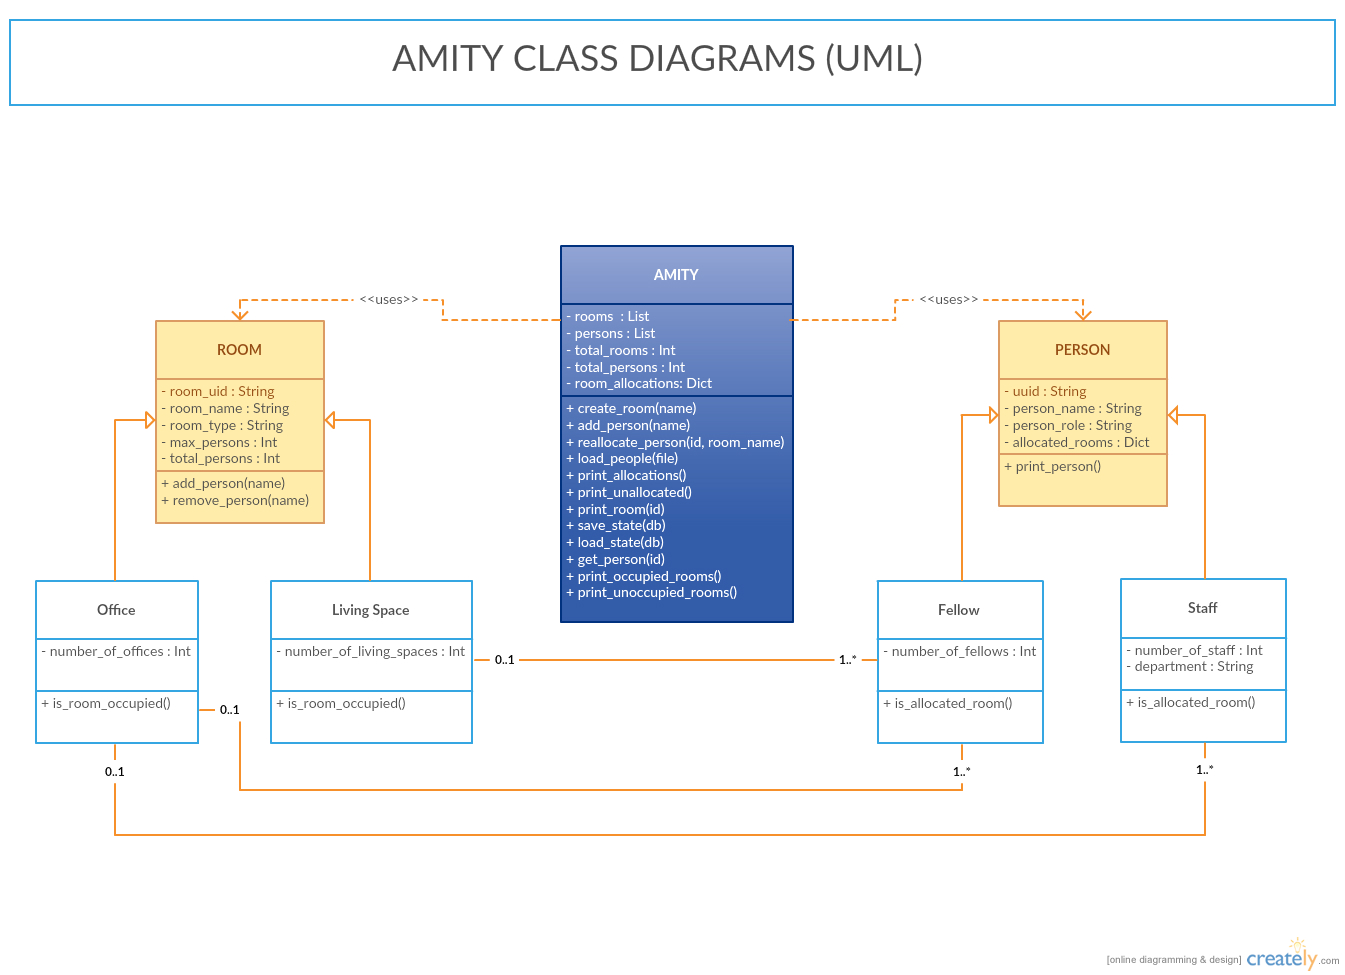 AMITY CLASS DIAGRAMS (UML)
<<uses>>
<<uses>>
AMITY
- rooms  : List
- persons : List
- total_rooms : Int
- total_persons : Int
- room_allocations: Dict
+ create_room(name)
+ add_person(name)
+ reallocate_person(id, room_name)
+ load_people(file)
+ print_allocations()
+ print_unallocated()
+ print_room(id)
+ save_state(db)
+ load_state(db)
+ get_person(id)
+ print_occupied_rooms()
+ print_unoccupied_rooms()
ROOM
- room_uid : String
- room_name : String
- room_type : String
- max_persons : Int
- total_persons : Int
+ add_person(name)
+ remove_person(name)
PERSON
- uuid : String
- person_name : String
- person_role : String
- allocated_rooms : Dict
+ print_person()
Office
- number_of_offices : Int
+ is_room_occupied()
Living Space
- number_of_living_spaces : Int
+ is_room_occupied()
Fellow
- number_of_fellows : Int
+ is_allocated_room()
Staff
- number_of_staff : Int
- department : String
+ is_allocated_room()
0..1
1..*
0..1
0..1
1..*
1..*
[online diagramming & design] creately.com